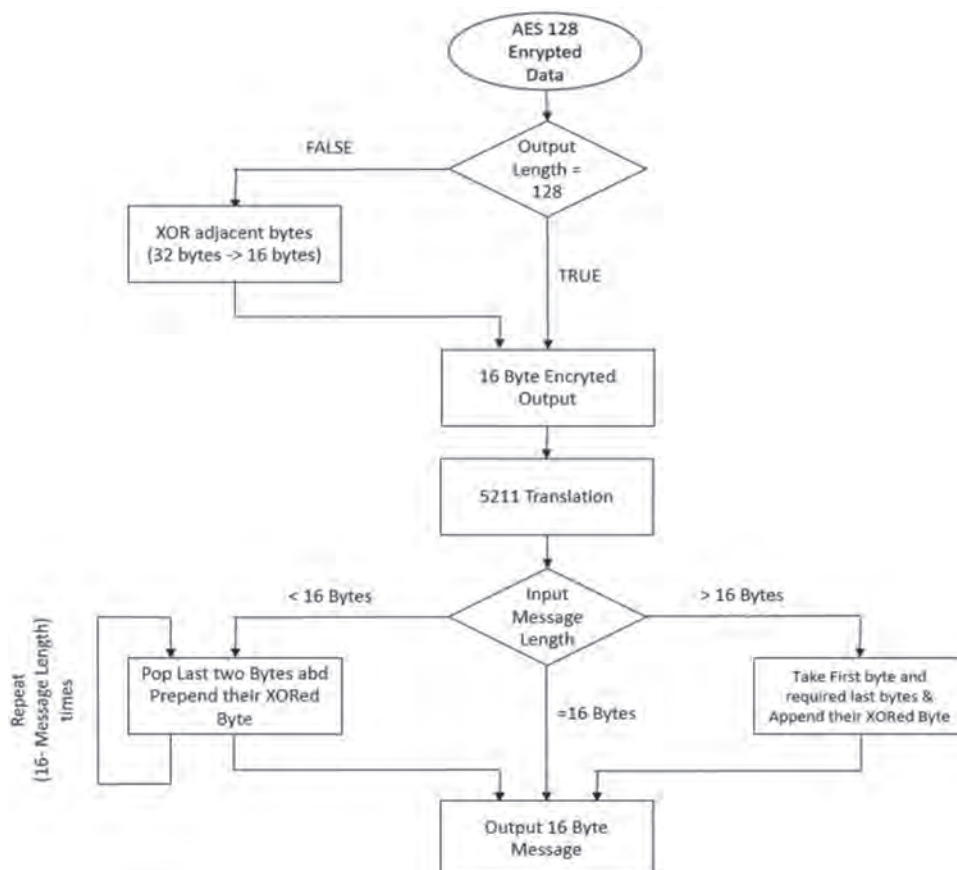 AES 128
Enrypted
Data
FALSE
Output
Length =
128
XOR adjacent bytes
(32 bytes -> 16 bytes)
TRUE
16 Byte Encryted
Output
5211 Translation
< 16 Bytes
Input
Message
Length
> 16 Bytes
Repeat
(16- Message Length)
times
Pop Last two Bytes abd
Prepend their XORed
Byte
=16 Bytes
Take First byte and
required last bytes &
Append their XORed Byte
Output 16 Byte
Message